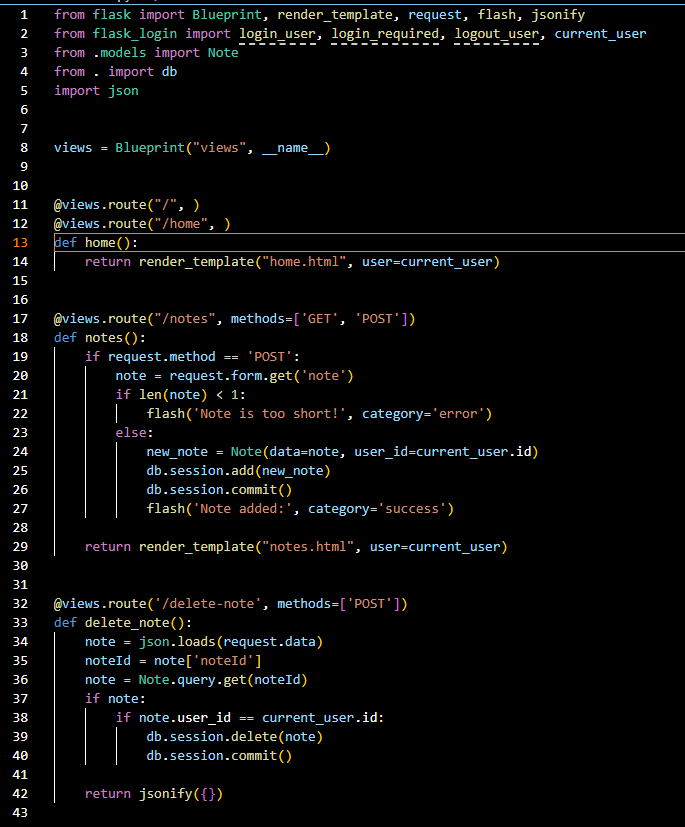 1 from flask import Blueprint, render_template, request, flash, jsonify
2 from flask_login import login_user, login_required, logout_user, current_user
3 from .models import Note
4 from . import db
5 import json
6
7
8 views = Blueprint("views", __name__)
9
10
11 @views.route("/", )
12 @views.route("/home", )
13 def home():
14     return render_template("home.html", user=current_user)
15
16
17 @views.route("/notes", methods=['GET', 'POST'])
18 def notes():
19     if request.method == 'POST':
20         note = request.form.get('note')
21         if len(note) < 1:
22             flash('Note is too short!', category='error')
23         else:
24             new_note = Note(data=note, user_id=current_user.id)
25             db.session.add(new_note)
26             db.session.commit()
27             flash('Note added:', category='success')
28
29     return render_template("notes.html", user=current_user)
30
31
32 @views.route('/delete-note', methods=['POST'])
33 def delete_note():
34     note = json.loads(request.data)
35     noteId = note['noteId']
36     note = Note.query.get(noteId)
37     if note:
38         if note.user_id == current_user.id:
39             db.session.delete(note)
40             db.session.commit()
41
42     return jsonify({})
43